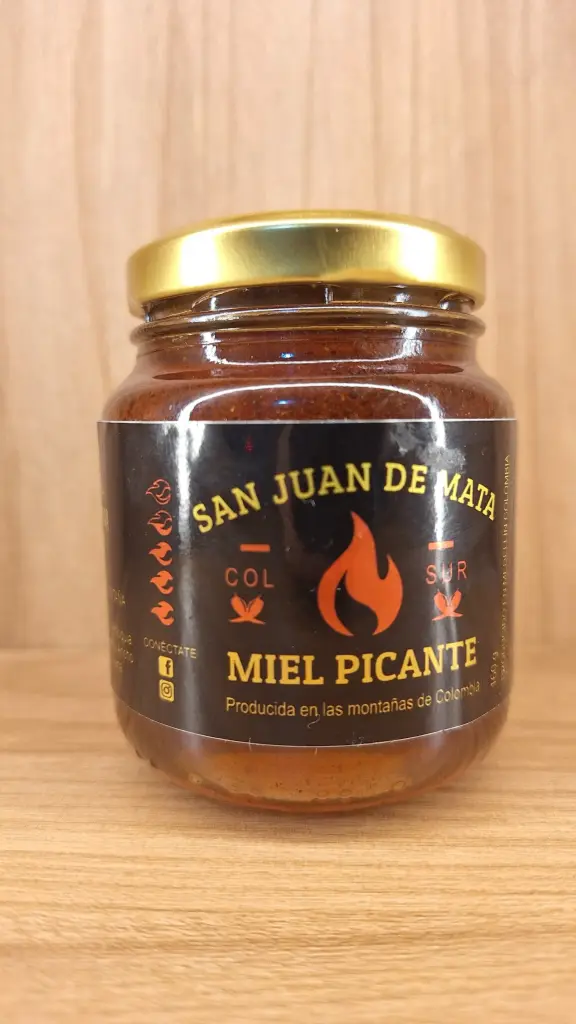 SAN JUAN DE MATA
COL SUR
MIEL PICANTE
Producida en las montañas de Colombia
CONÉCTATE